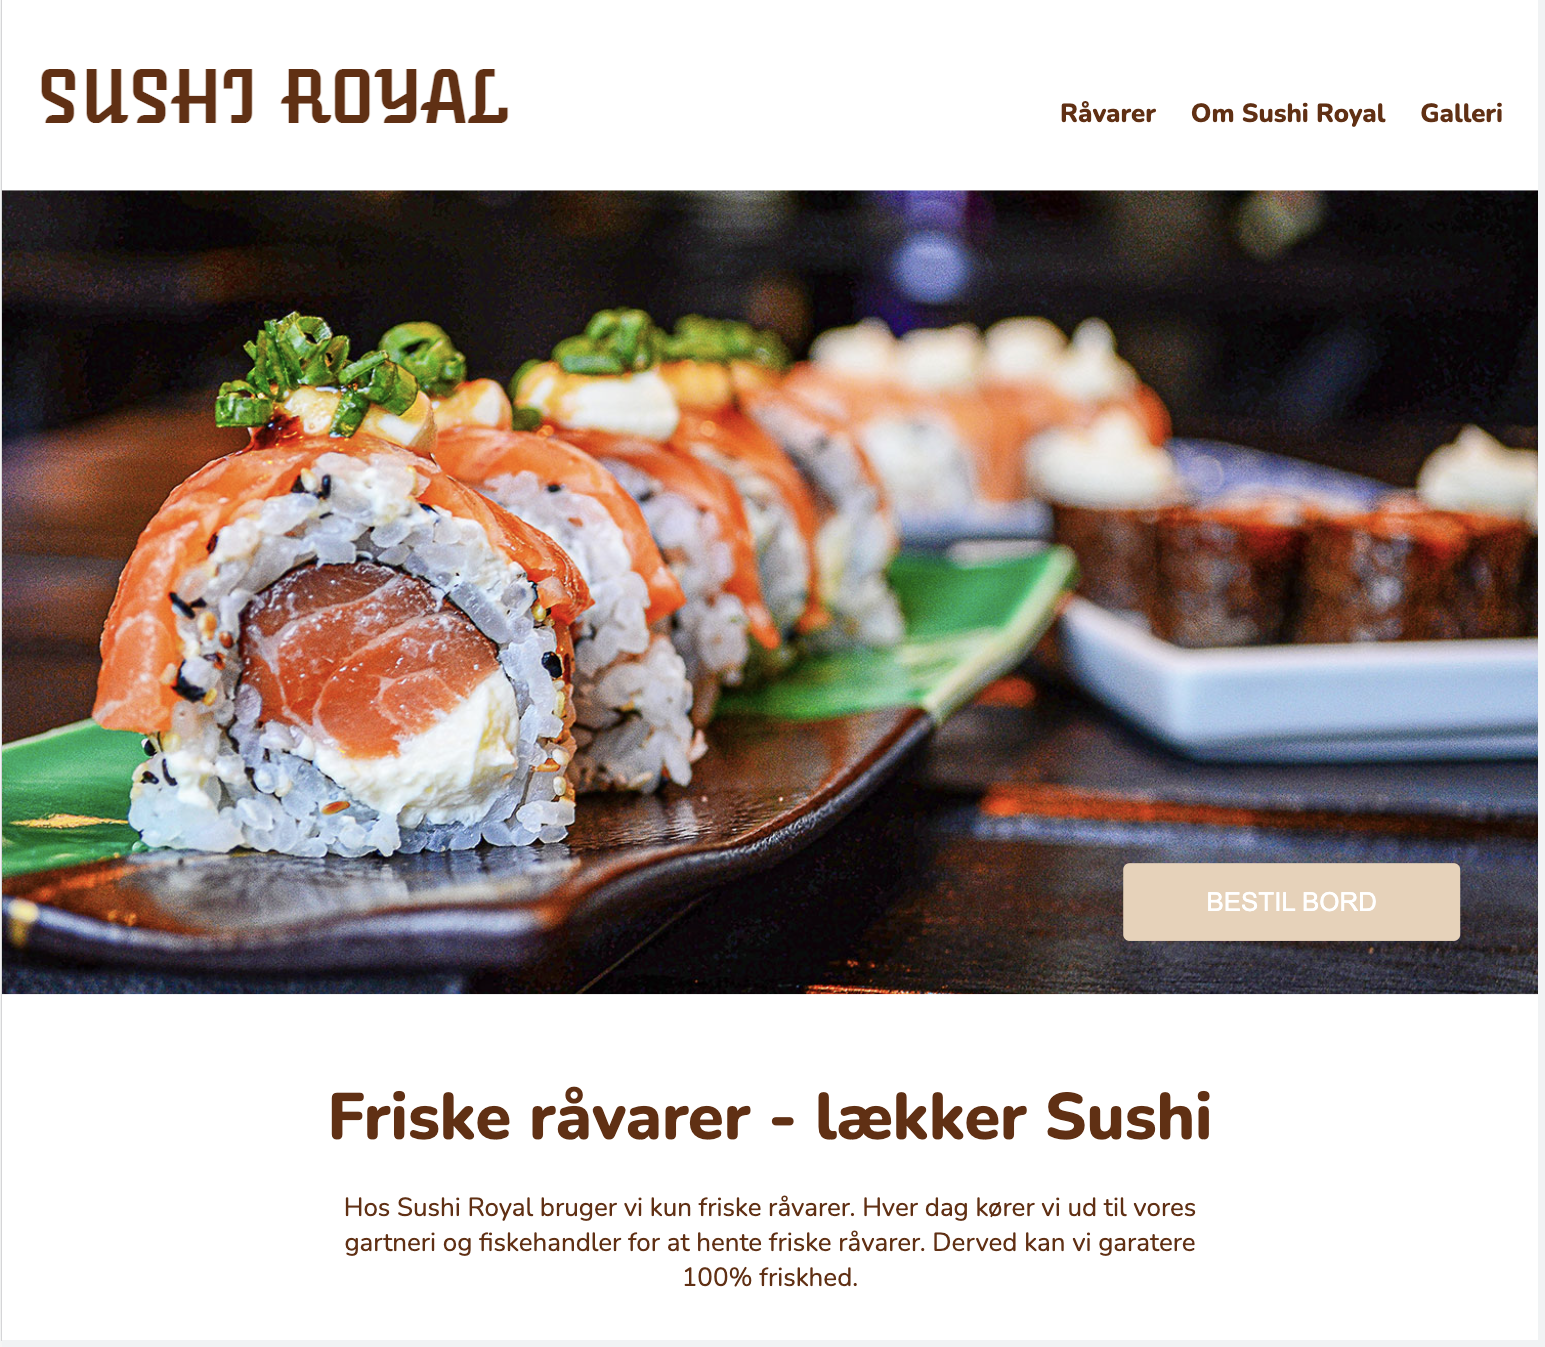 SUSHI ROYAL
Råvarer Om Sushi Royal Galleri
BESTIL BORD
Friske råvarer - lækker Sushi
Hos Sushi Royal bruger vi kun friske råvarer. Hver dag kører vi ud til vores
gartneri og fiskehandler for at hente friske råvarer. Derved kan vi garatere
100% friskhed.